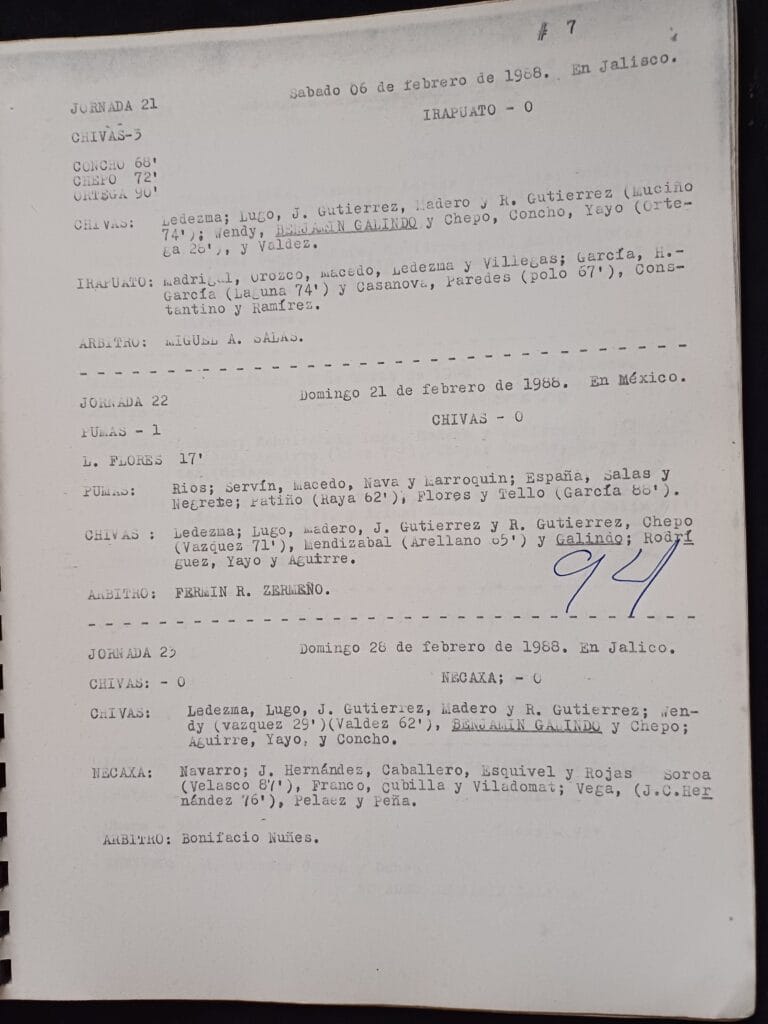 # 7
JORNADA 21 Sabado 06 de febrero de 1988. En Jalisco.
CHIVAS-3 IRAPUATO - 0
CONCHO 68'
CHEPO 72'
ORTEGA 90'
CHIVAS: Ledezma; Lugo, J. Gutierrez, Madero y R. Gutierrez (Muciño
74'); Wendy, BENJAMIN GALINDO y Chepo, Concho, Yayo (Orte-
ga 28'), y Valdez.
IRAPUATO: Madrigal, Orozco, Macedo, Ledezma y Villegas; García, H.-
García (Laguna 74') y Casanova, Paredes (polo 67'), Cons-
tantino y Ramírez.
ARBITRO: MIGUEL A. SALAS.
- - - - - - - - - - - - - - - - - - - - - - - - - - - - - -
JORNADA 22 Domingo 21 de febrero de 1988. En México.
PUMAS - 1 CHIVAS - 0
L. FLORES 17'
PUMAS: Rios; Servín, Macedo, Nava y Marroquin; España, Salas y
Negrete; Patiño (Raya 62'), Flores y Tello (García 88').
CHIVAS : Ledezma; Lugo, Madero, J. Gutierrez y R. Gutierrez, Chepo
(Vazquez 71'), Mendizabal (Arellano 65') y Galindo; Rodrí
guez, Yayo y Aguirre.
94
ARBITRO: FERMIN R. ZERMEÑO.
- - - - - - - - - - - - - - - - - - - - - - - - - - - - - -
JORNADA 23 Domingo 28 de febrero de 1988. En Jalico.
CHIVAS: - 0 NECAXA; - 0
CHIVAS: Ledezma, Lugo, J. Gutierrez, Madero y R. Gutierrez; Wen-
dy (vazquez 29')(Valdez 62'), BENJAMIN GALINDO y Chepo;
Aguirre, Yayo, y Concho.
NECAXA: Navarro; J. Hernández, Caballero, Esquivel y Rojas Soroa
(Velasco 87'), Franco, Cubilla y Viladomat; Vega, (J.C.Her
nández 76'), Pelaez y Peña.
ARBITRO: Bonifacio Nuñes.